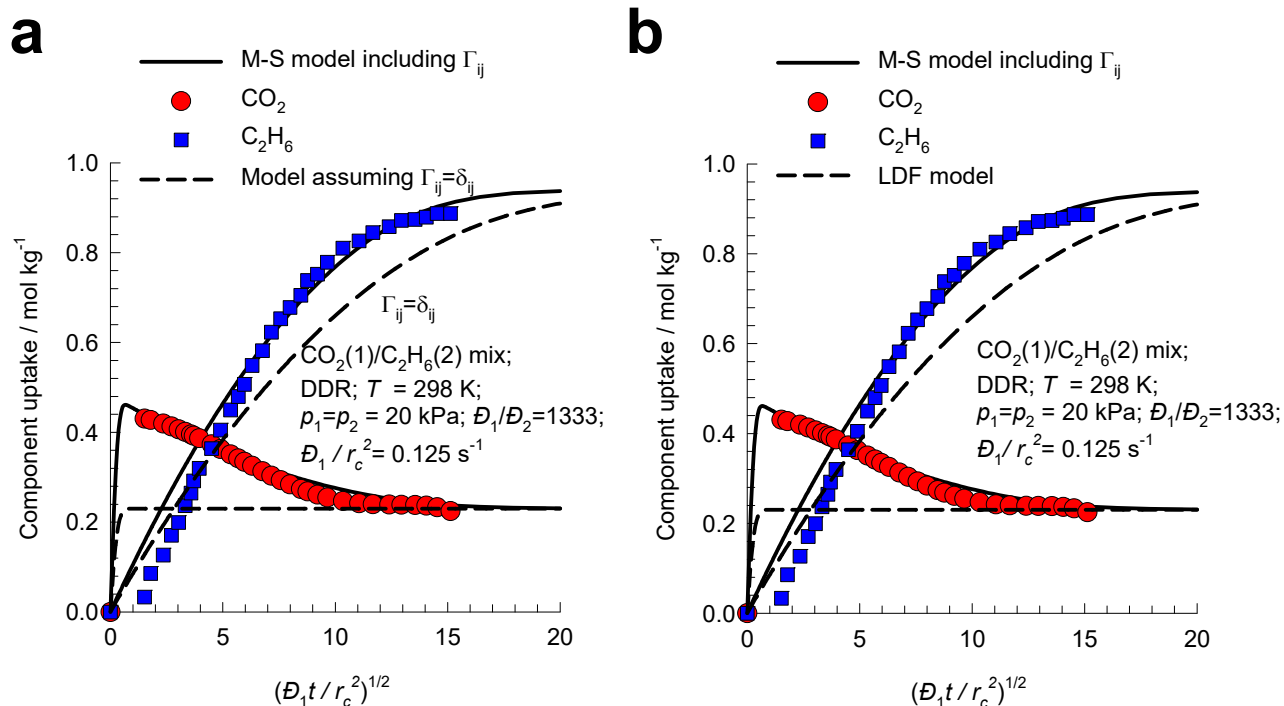 a
M-S model including Γij
CO2
C2H6
Model assuming Γij=δij
1.0
0.8
0.6
0.4
0.2
0.0
Component uptake / mol kg-1
Γij=δij
CO2(1)/C2H6(2) mix;
DDR; T = 298 K;
p1=p2 = 20 kPa; Đ1/Đ2=1333;
Đ1 / rc2= 0.125 s-1
0 5 10 15 20
(Đ1t / rc2)1/2
b
M-S model including Γij
CO2
C2H6
LDF model
1.0
0.8
0.6
0.4
0.2
0.0
Component uptake / mol kg-1
CO2(1)/C2H6(2) mix;
DDR; T = 298 K;
p1=p2 = 20 kPa; Đ1/Đ2=1333;
Đ1/ rc2= 0.125 s-1
0 5 10 15 20
(Đ1t / rc2)1/2